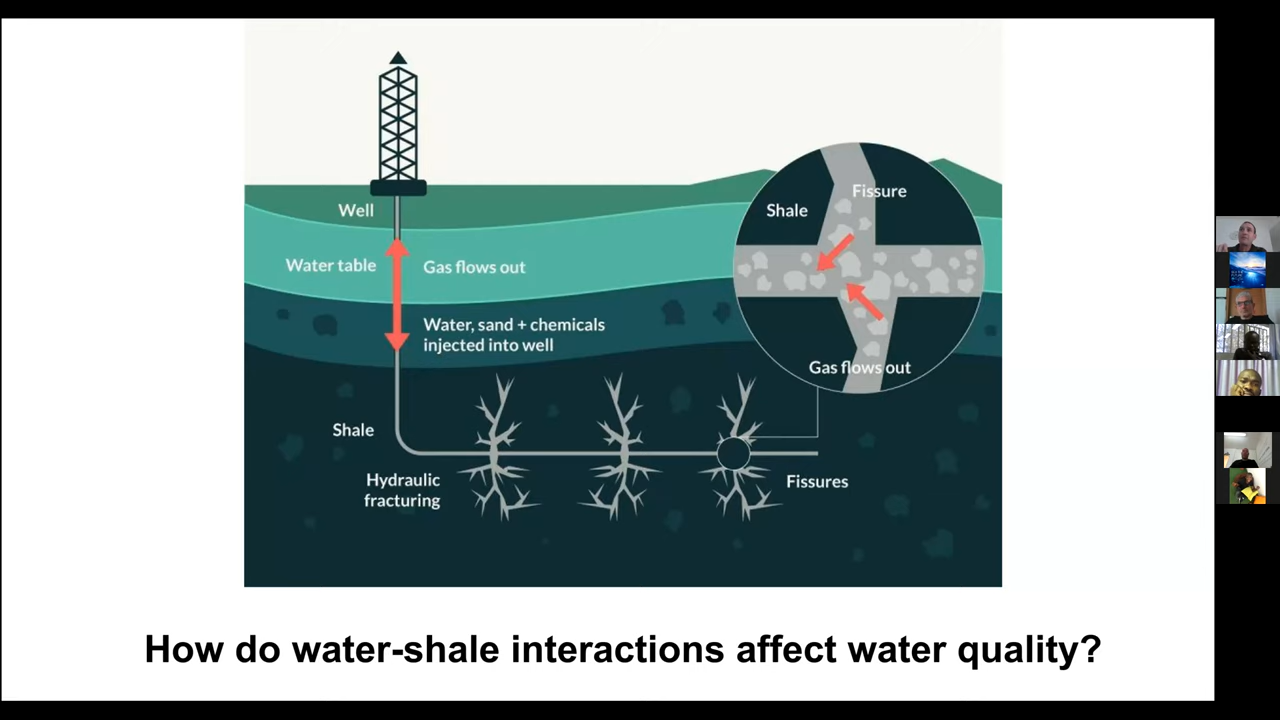 Well
Water table
Gas flows out
Water, sand + chemicals
injected into well
Shale
Fissure
Gas flows out
Shale
Hydraulic
fracturing
Fissures
How do water-shale interactions affect water quality?